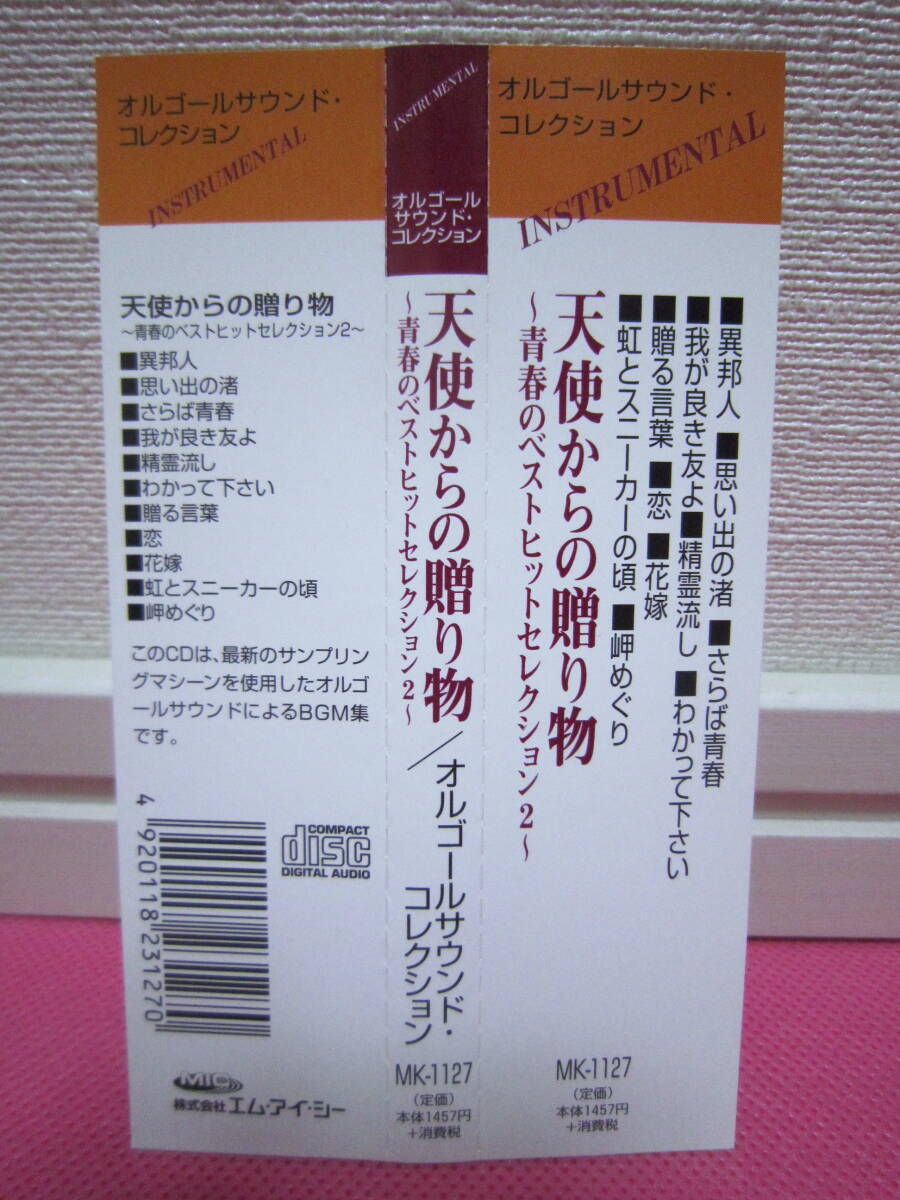 オルゴールサウンド・
コレクション
INSTRUMENTAL
天使からの贈り物
～青春のベストヒットセレクション2～
■異邦人
■思い出の渚
■さらば青春
■我が良き友よ
■精霊流し
■わかって下さい
■贈る言葉
■恋
■花嫁
■虹とスニーカーの頃
■岬めぐり
このCDは、最新のサンプリン
グマシーンを使用したオルゴ
ールサウンドによるBGM集
です。
4 920118 231270
COMPACT
disc
DIGITAL AUDIO
MIC
株式会社エム・アイ・シー
INSTRUMENTAL
オルゴール
サウンド・
コレクション
天使からの贈り物
～青春のベストヒットセレクション2～
／オルゴールサウンド・
コレクション
MK-1127
(定価)
本体1457円
+消費税
オルゴールサウンド・
コレクション
INSTRUMENTAL
■異邦人 ■思い出の渚 ■さらば青春
■我が良き友よ ■精霊流し ■わかって下さい
■贈る言葉 ■恋 ■花嫁
■虹とスニーカーの頃 ■岬めぐり
天使からの贈り物
～青春のベストヒットセレクション2～
MK-1127
(定価)
本体1457円
+消費税